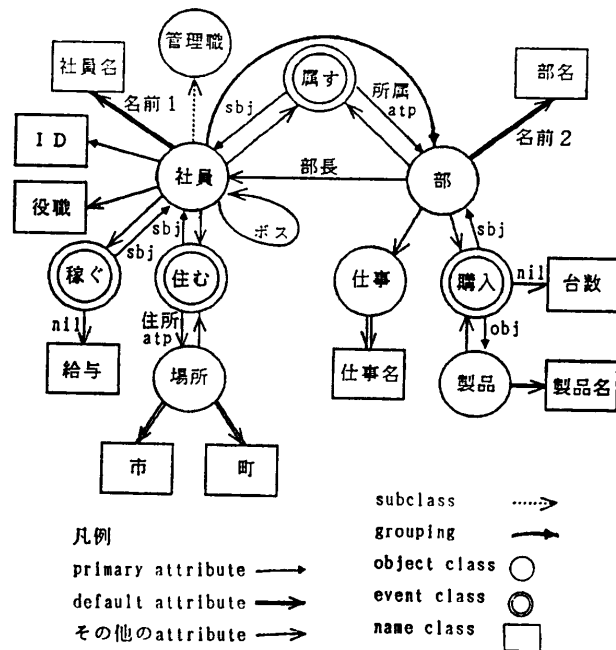 管理職
社員名
属す
部名
名前1
sbj
所属
atp
名前2
ID
社員
部長
部
役職
ボス
sbj
sbj
sbj
稼ぐ
住む
仕事
購入
nil
台数
nil
住所
atp
obj
給与
場所
仕事名
製品
製品名
市
町
凡例
primary attribute
default attribute
その他のattribute
subclass
grouping
object class
event class
name class